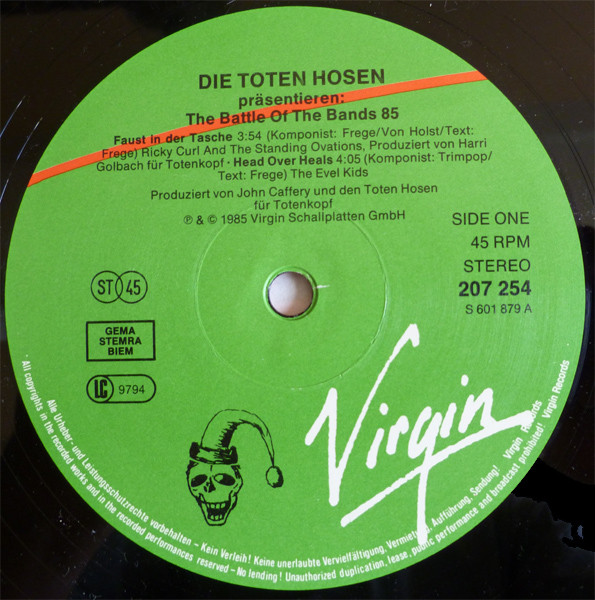 DIE TOTEN HOSEN
präsentieren:
The Battle Of The Bands 85
Faust in der Tasche 3:54 (Komponist: Frege/Von Holst/Text:
Frege) Ricky Curl And The Standing Ovations, Produziert von Harri
Golbach für Totenkopf · Head Over Heals 4:05 (Komponist: Trimpop/
Text: Frege) The Evel Kids
Produziert von John Caffery und den Toten Hosen
für Totenkopf
℗ & © 1985 Virgin Schallplatten GmbH
SIDE ONE
45 RPM
STEREO
207 254
S 601 879 A
ST 45
GEMA
STEMRA
BIEM
LC 9794
Virgin
Alle Urheber- und Leistungsschutzrechte vorbehalten – Kein Verleih! Keine unerlaubte Vervielfältigung, Vermietung, Aufführung, Sendung! Virgin Records
· All copyrights in the recorded works and in the recorded performances reserved – No lending! Unauthorized duplication, lease, public performance and broadcast prohibited! Virgin Records